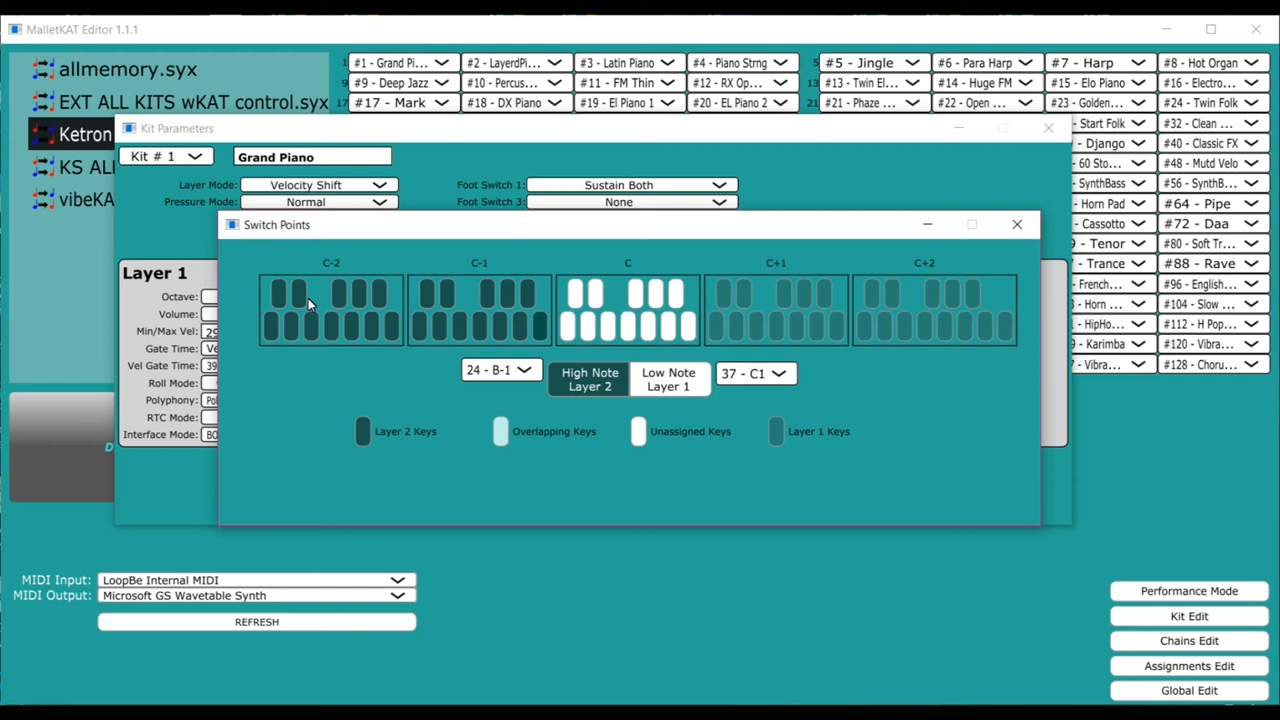 MalletKAT Editor 1.1.1
allmemory.syx
EXT ALL KITS wKAT control.syx
Ketron
KS ALL
vibeKA
1 #1 - Grand Pi... #2 - LayerdPi... #3 - Latin Piano #4 - Piano Strng 5 #5 - Jingle #6 - Para Harp #7 - Harp #8 - Hot Organ
9 #9 - Deep Jazz #10 - Percus... #11 - FM Thin #12 - RX Op... 13 #13 - Twin El... #14 - Huge FM #15 - Elo Piano #16 - Electro...
17 #17 - Mark #18 - DX Piano #19 - El Piano 1 #20 - EL Piano 2 21 #21 - Phaze ... #22 - Open ... #23 - Golden... #24 - Twin Folk
Start Folk #32 - Clean ...
Django #40 - Classic FX
60 Sto... #48 - Mutd Velo
SynthBass #56 - SynthB...
Horn Pad #64 - Pipe
Cassotto #72 - Daa
- Tenor #80 - Soft Tr...
Trance #88 - Rave
French... #96 - English...
Horn ... #104 - Slow ...
HipHo... #112 - H Pop...
Karimba #120 - Vibra...
Vibra... #128 - Choru...
Kit Parameters
Kit # 1 Grand Piano
Layer Mode: Velocity Shift Foot Switch 1: Sustain Both
Pressure Mode: Normal Foot Switch 3: None
Layer 1
Octave:
Volume:
Min/Max Vel:
Gate Time: Ve
Vel Gate Time: 39
Roll Mode:
Polyphony: Pol
RTC Mode:
Interface Mode: BO
Switch Points
C-2 C-1 C C+1 C+2
24 - B-1 High Note Layer 2 Low Note Layer 1 37 - C1
Layer 2 Keys Overlapping Keys Unassigned Keys Layer 1 Keys
D
MIDI Input: LoopBe Internal MIDI
MIDI Output: Microsoft GS Wavetable Synth
REFRESH
Performance Mode
Kit Edit
Chains Edit
Assignments Edit
Global Edit